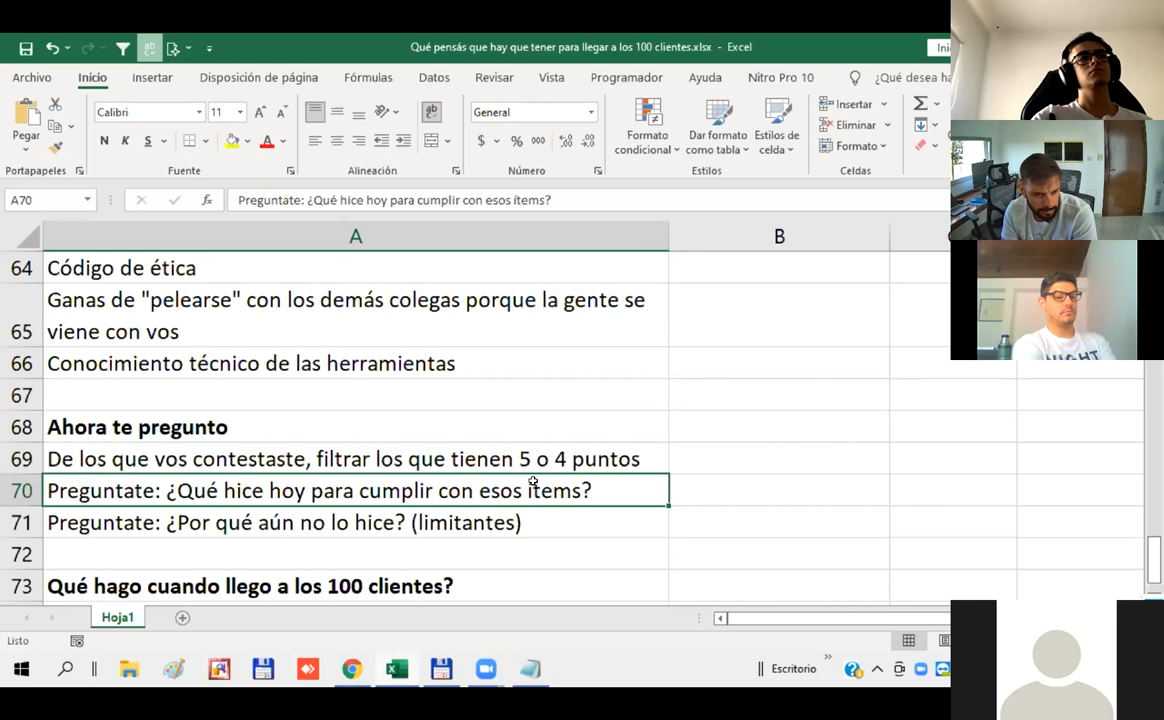 Qué pensás que hay que tener para llegar a los 100 clientes.xlsx - Excel
Archivo Inicio Insertar Disposición de página Fórmulas Datos Revisar Vista Programador Ayuda Nitro Pro 10 ¿Qué desea ha
Pegar
Calibri 11
N K S
General
$ % 000
Formato condicional
Dar formato como tabla
Estilos de celda
Insertar
Eliminar
Formato
Portapapeles Fuente Alineación Número Estilos Celdas
A70 fx Preguntate: ¿Qué hice hoy para cumplir con esos ítems?
A B
64 Código de ética
Ganas de "pelearse" con los demás colegas porque la gente se
65 viene con vos
66 Conocimiento técnico de las herramientas
67
68 Ahora te pregunto
69 De los que vos contestaste, filtrar los que tienen 5 o 4 puntos
70 Preguntate: ¿Qué hice hoy para cumplir con esos ítems?
71 Preguntate: ¿Por qué aún no lo hice? (limitantes)
72
73 Qué hago cuando llego a los 100 clientes?
Hoja1
Listo
Escritorio